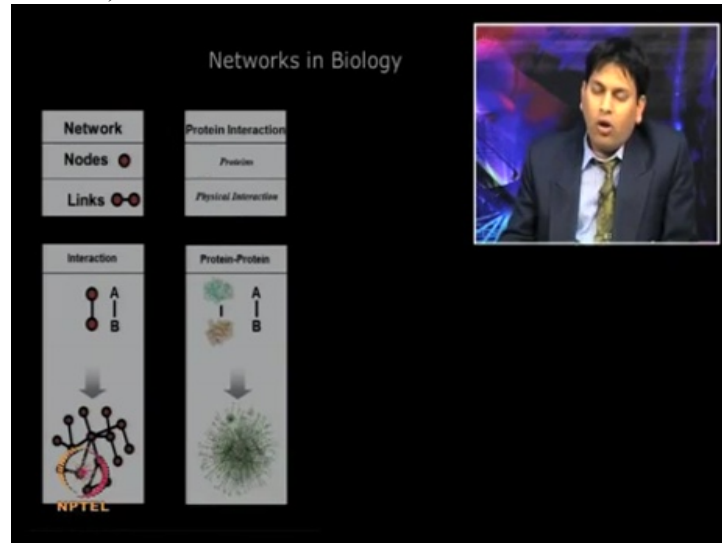 Networks in Biology
Network
Nodes
Links
Protein Interaction
Proteins
Physical Interaction
Interaction
A
B
Protein-Protein
A
B
NPTEL